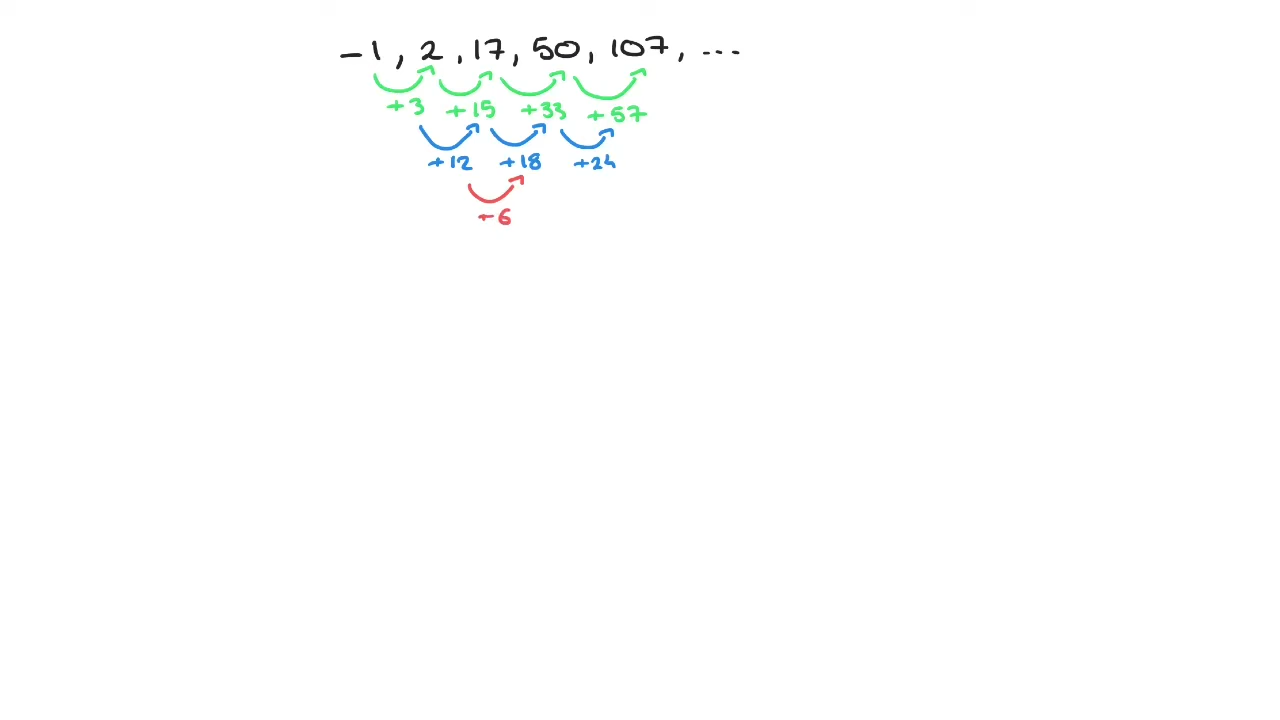 -1, 2, 17, 50, 107, ...
+3 +15 +33 +57
+12 +18 +24
+6